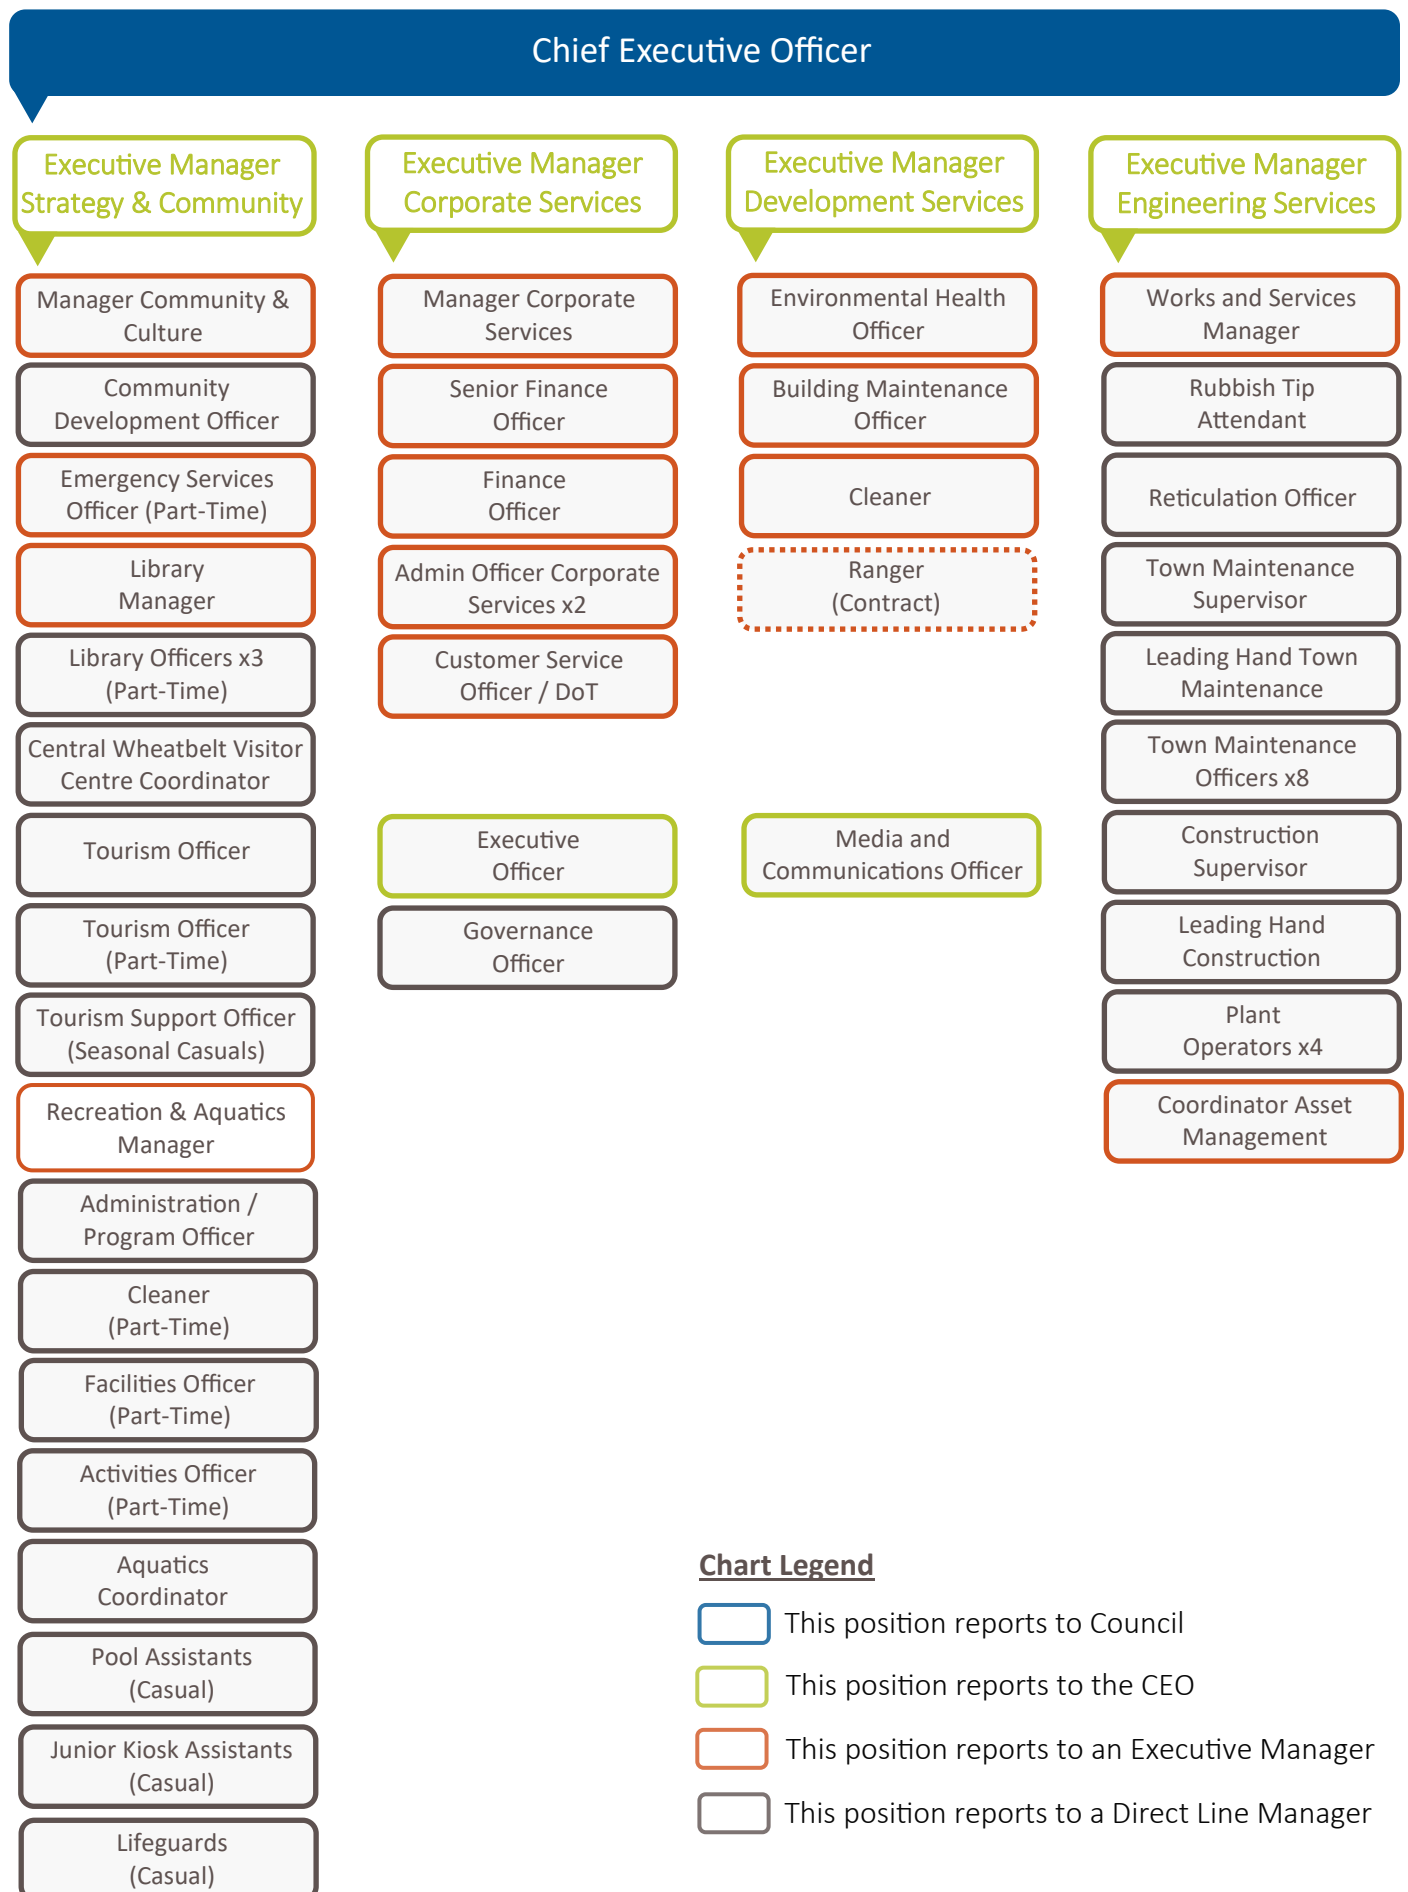 Chief Executive Officer
Executive Manager
Strategy & Community
Manager Community &
Culture
Community
Development Officer
Emergency Services
Officer (Part-Time)
Library
Manager
Library Officers x3
(Part-Time)
Central Wheatbelt Visitor
Centre Coordinator
Tourism Officer
Tourism Officer
(Part-Time)
Tourism Support Officer
(Seasonal Casuals)
Recreation & Aquatics
Manager
Administration /
Program Officer
Cleaner
(Part-Time)
Facilities Officer
(Part-Time)
Activities Officer
(Part-Time)
Aquatics
Coordinator
Pool Assistants
(Casual)
Junior Kiosk Assistants
(Casual)
Lifeguards
(Casual)
Executive Manager
Corporate Services
Manager Corporate
Services
Senior Finance
Officer
Finance
Officer
Admin Officer Corporate
Services x2
Customer Service
Officer / DoT
Executive
Officer
Governance
Officer
Executive Manager
Development Services
Environmental Health
Officer
Building Maintenance
Officer
Cleaner
Ranger
(Contract)
Media and
Communications Officer
Executive Manager
Engineering Services
Works and Services
Manager
Rubbish Tip
Attendant
Reticulation Officer
Town Maintenance
Supervisor
Leading Hand Town
Maintenance
Town Maintenance
Officers x8
Construction
Supervisor
Leading Hand
Construction
Plant
Operators x4
Coordinator Asset
Management
Chart Legend
This position reports to Council
This position reports to the CEO
This position reports to an Executive Manager
This position reports to a Direct Line Manager